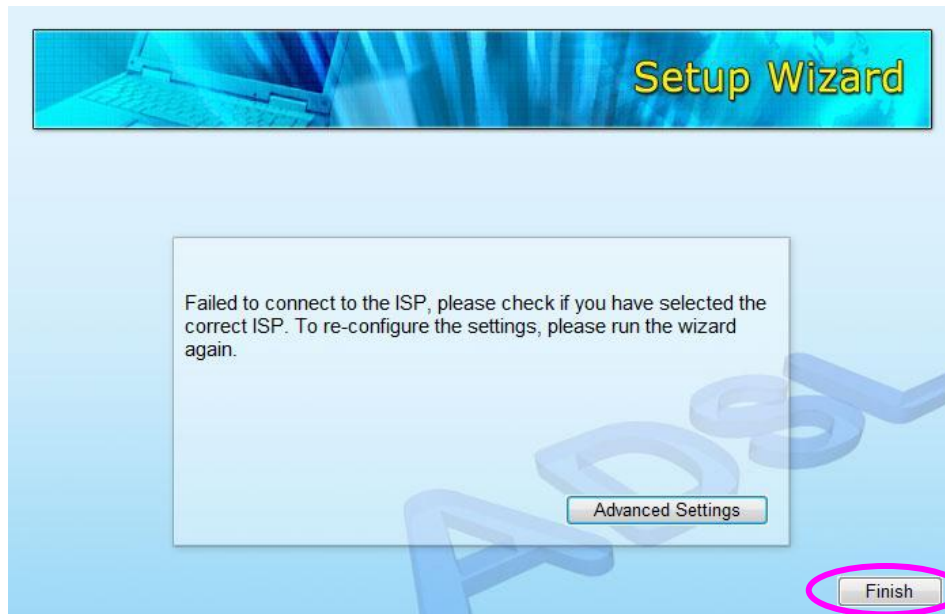 Setup Wizard
Failed to connect to the ISP, please check if you have selected the
correct ISP. To re-configure the settings, please run the wizard
again.
ADSL
Advanced Settings
Finish